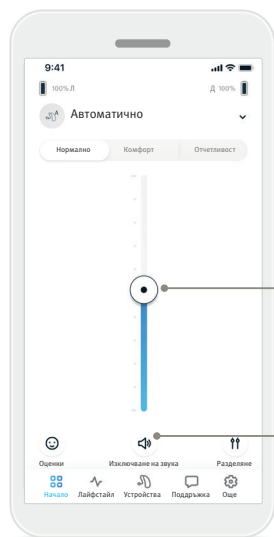 9:41
100% Л Д 100%
Автоматично
Нормално Комфорт Отчетливост
Оценки Изключване на звука Разделяне
Начало Лайфстайл Устройства Поддръжка Още